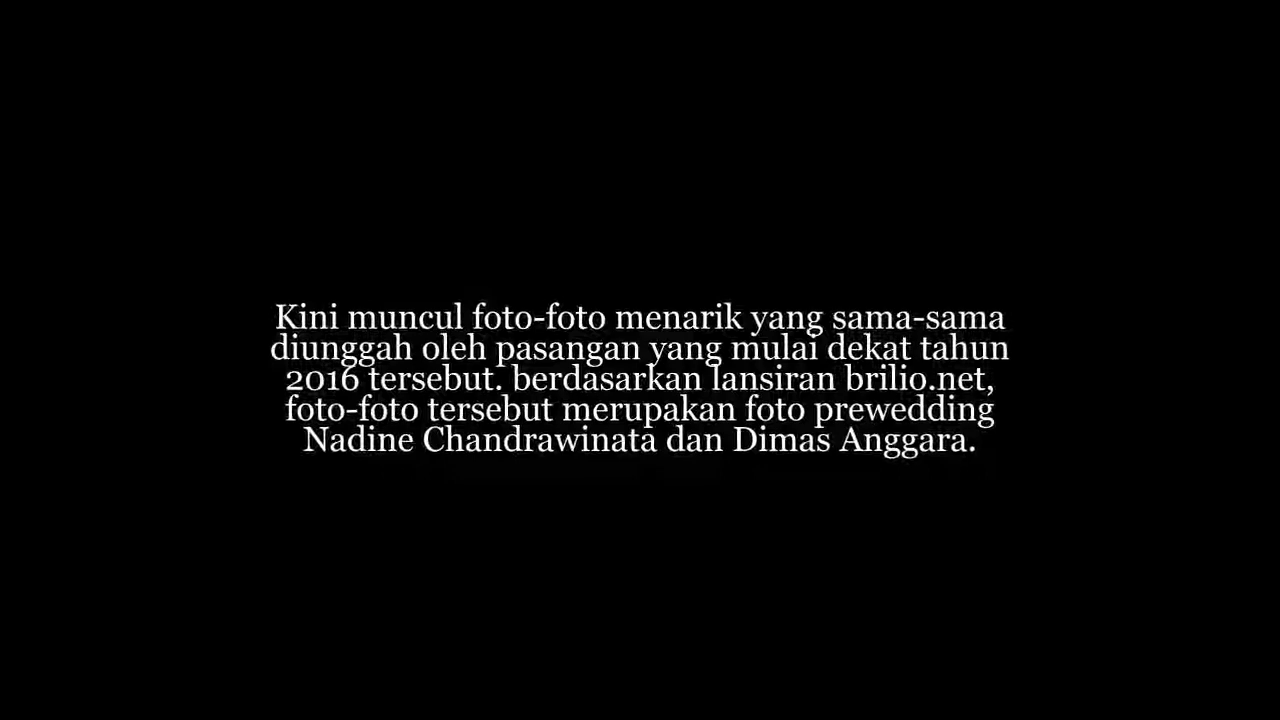 Kini muncul foto-foto menarik yang sama-sama
diunggah oleh pasangan yang mulai dekat tahun
2016 tersebut. berdasarkan lansiran brilio.net,
foto-foto tersebut merupakan foto prewedding
Nadine Chandrawinata dan Dimas Anggara.